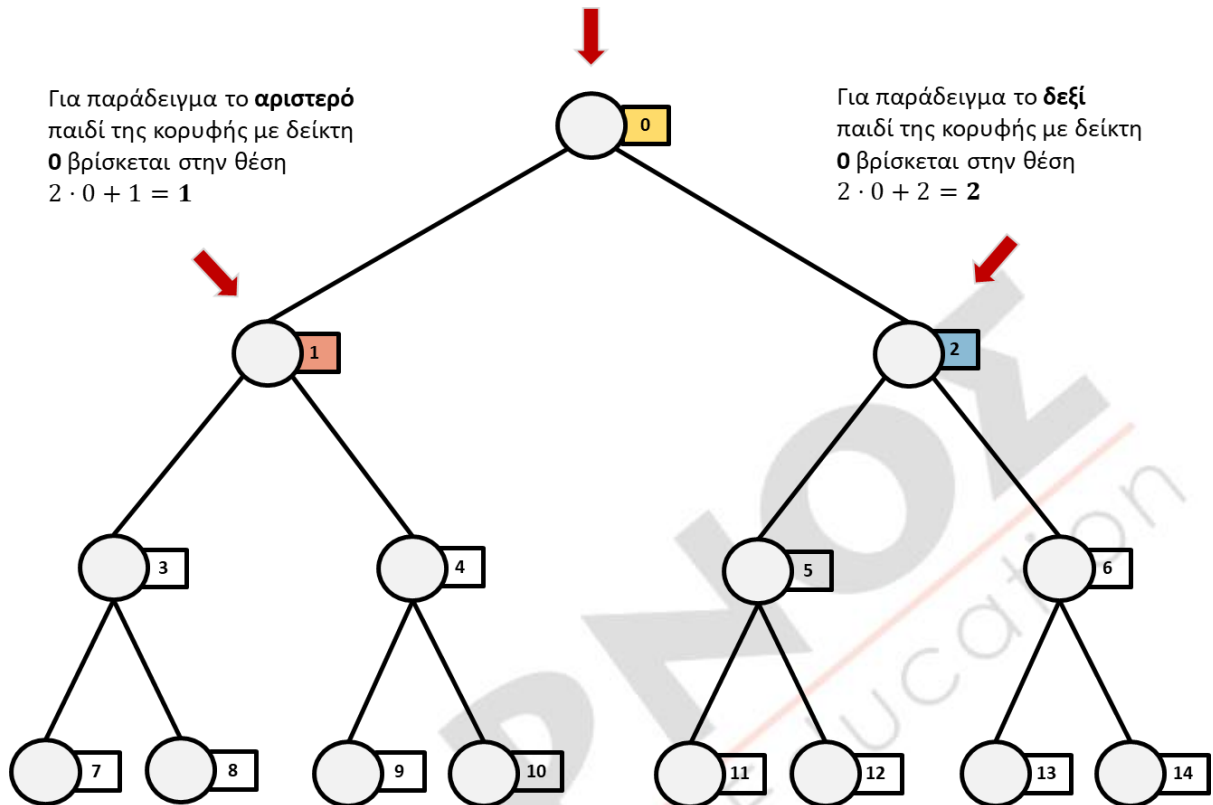 Για παράδειγμα το αριστερό
παιδί της κορυφής με δείκτη
0 βρίσκεται στην θέση
2 · 0 + 1 = 1
Για παράδειγμα το δεξί
παιδί της κορυφής με δείκτη
0 βρίσκεται στην θέση
2 · 0 + 2 = 2
0
1
2
3
4
5
6
7
8
9
10
11
12
13
14
education